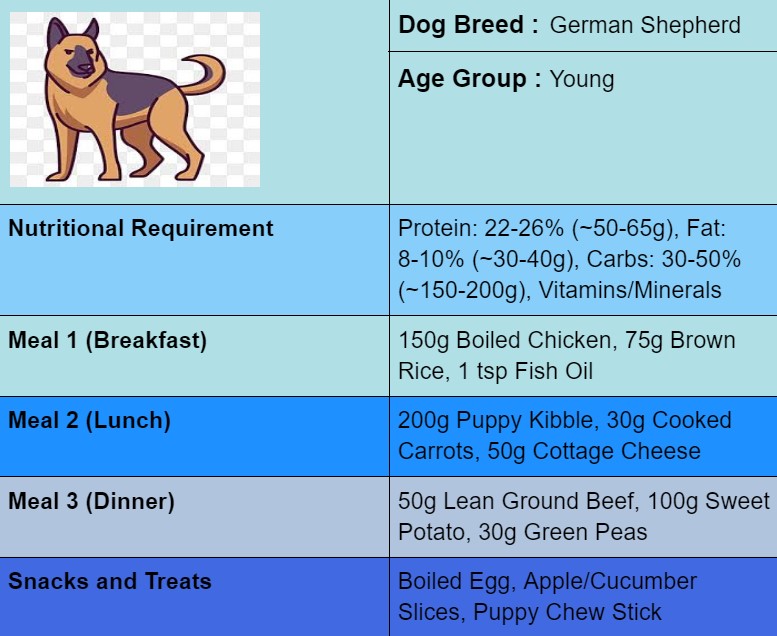 Dog Breed : German Shepherd
Age Group : Young
Nutritional Requirement
Protein: 22-26% (~50-65g), Fat:
8-10% (~30-40g), Carbs: 30-50%
(~150-200g), Vitamins/Minerals
Meal 1 (Breakfast)
150g Boiled Chicken, 75g Brown
Rice, 1 tsp Fish Oil
Meal 2 (Lunch)
200g Puppy Kibble, 30g Cooked
Carrots, 50g Cottage Cheese
Meal 3 (Dinner)
50g Lean Ground Beef, 100g Sweet
Potato, 30g Green Peas
Snacks and Treats
Boiled Egg, Apple/Cucumber
Slices, Puppy Chew Stick